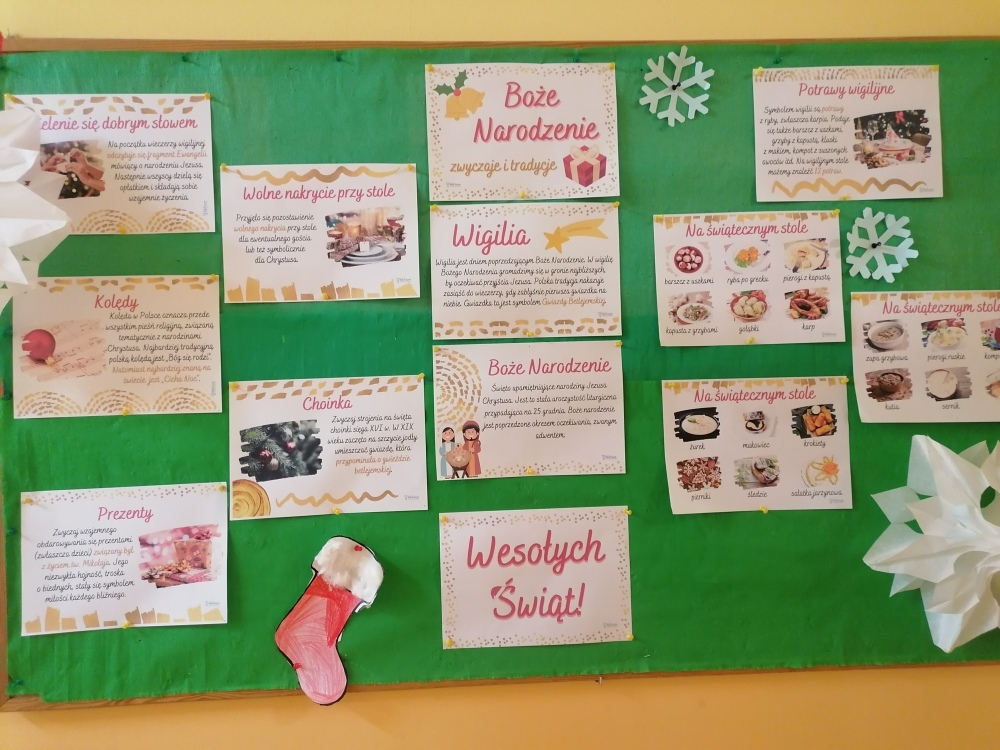 Boże
Narodzenie
zwyczaje i tradycje
Dzielenie się dobrym słowem
Na początku wieczerzy wigilijnej
odczytuje się fragment Ewangelii
mówiący o narodzeniu Jezusa.
Następnie wszyscy dzielą się
opłatkiem i składają sobie
wzajemnie życzenia.
Wolne nakrycie przy stole
Przyjęło się pozostawienie
wolnego nakrycia przy stole
dla ewentualnego gościa
lub też symbolicznie
dla Chrystusa.
Wigilia
Wigilia jest dniem poprzedzającym Boże Narodzenie. W wigilię
Bożego Narodzenia gromadzimy się w gronie najbliższych,
by oczekiwać przyjścia Jezusa. Polska tradycja nakazuje
zasiąść do wieczerzy, gdy zabłyśnie pierwsza gwiazdka na
niebie. Gwiazdka ta jest symbolem Gwiazdy Betlejemskiej.
Potrawy wigilijne
Symbolem wigilii są potrawy
z ryby, zwłaszcza karpia. Podaje
się także barszcz z uszkami,
grzyby z kapustą, kluski
z makiem, kompot z suszonych
owoców itd. Na wigilijnym stole
możemy znaleźć 12 potraw.
Na świątecznym stole
barszcz z uszkami
ryba po grecku
pierogi z kapustą
kapusta z grzybami
gołąbki
karp
Na świątecznym stole
zupa grzybowa
pierogi ruskie
kutia
sernik
Kolędy
Kolęda w Polsce oznacza przede
wszystkim pieśń religijną, związaną
tematycznie z narodzinami
Chrystusa. Najbardziej tradycyjną
polską kolędą jest „Bóg się rodzi".
Natomiast najbardziej znaną na
świecie jest „Cicha Noc".
Choinka
Zwyczaj strojenia na święta
choinki sięga XVI w. W XIX
wieku zaczęto na szczycie jodły
umieszczać gwiazdę, która
przypominała o gwieździe
betlejemskiej.
Boże Narodzenie
Święto upamiętniające narodziny Jezusa
Chrystusa. Jest to stała uroczystość liturgiczna
przypadająca na 25 grudnia. Boże narodzenie
jest poprzedzone okresem oczekiwania, zwanym
adwentem.
Na świątecznym stole
żurek
makowiec
krokiety
pierniki
śledzie
sałatka jarzynowa
Prezenty
Zwyczaj wzajemnego
obdarowywania się prezentami
(zwłaszcza dzieci) związany był
z życiem św. Mikołaja. Jego
niezwykła hojność, troska
o biednych, stały się symbolem
miłości każdego bliźniego.
Wesołych
Świąt!